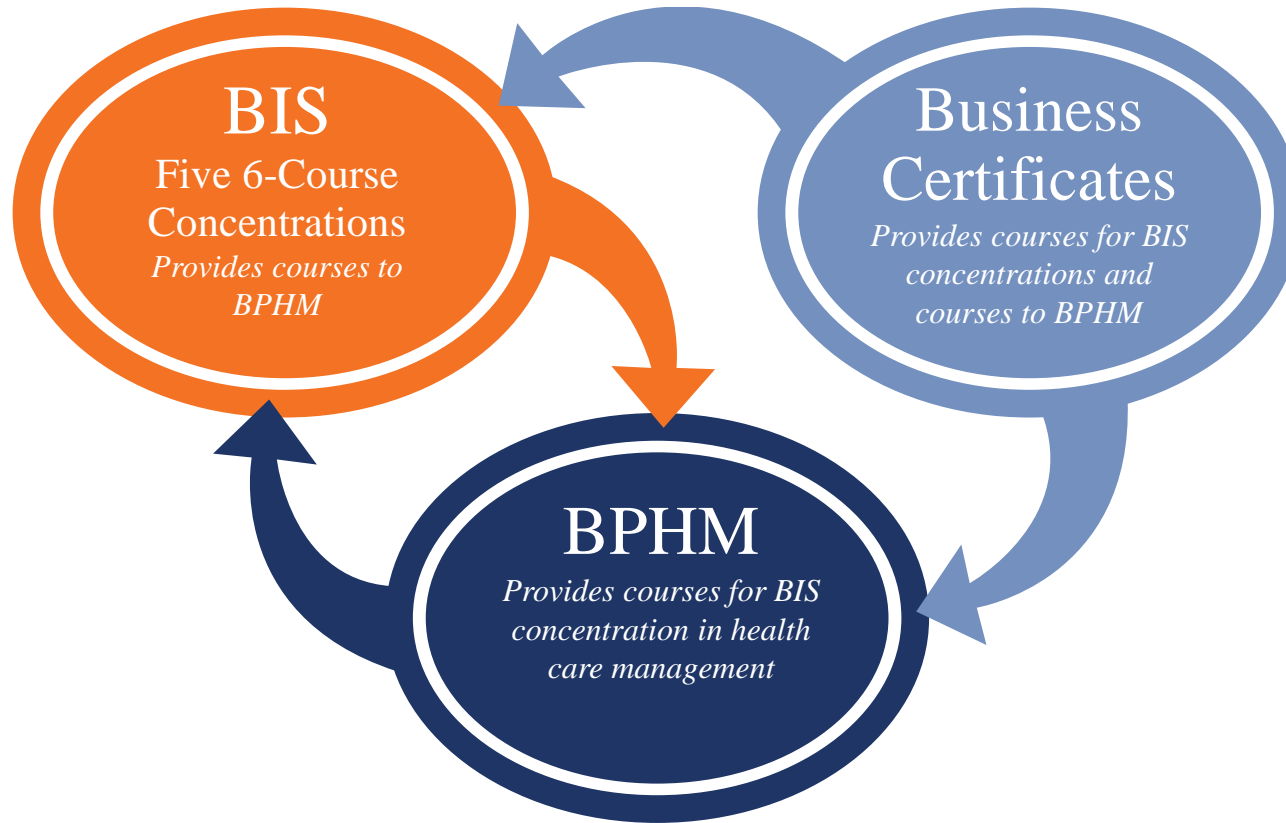 BIS
Five 6-Course
Concentrations
Provides courses to
BPHM
Business
Certificates
Provides courses for BIS
concentrations and
courses to BPHM
BPHM
Provides courses for BIS
concentration in health
care management